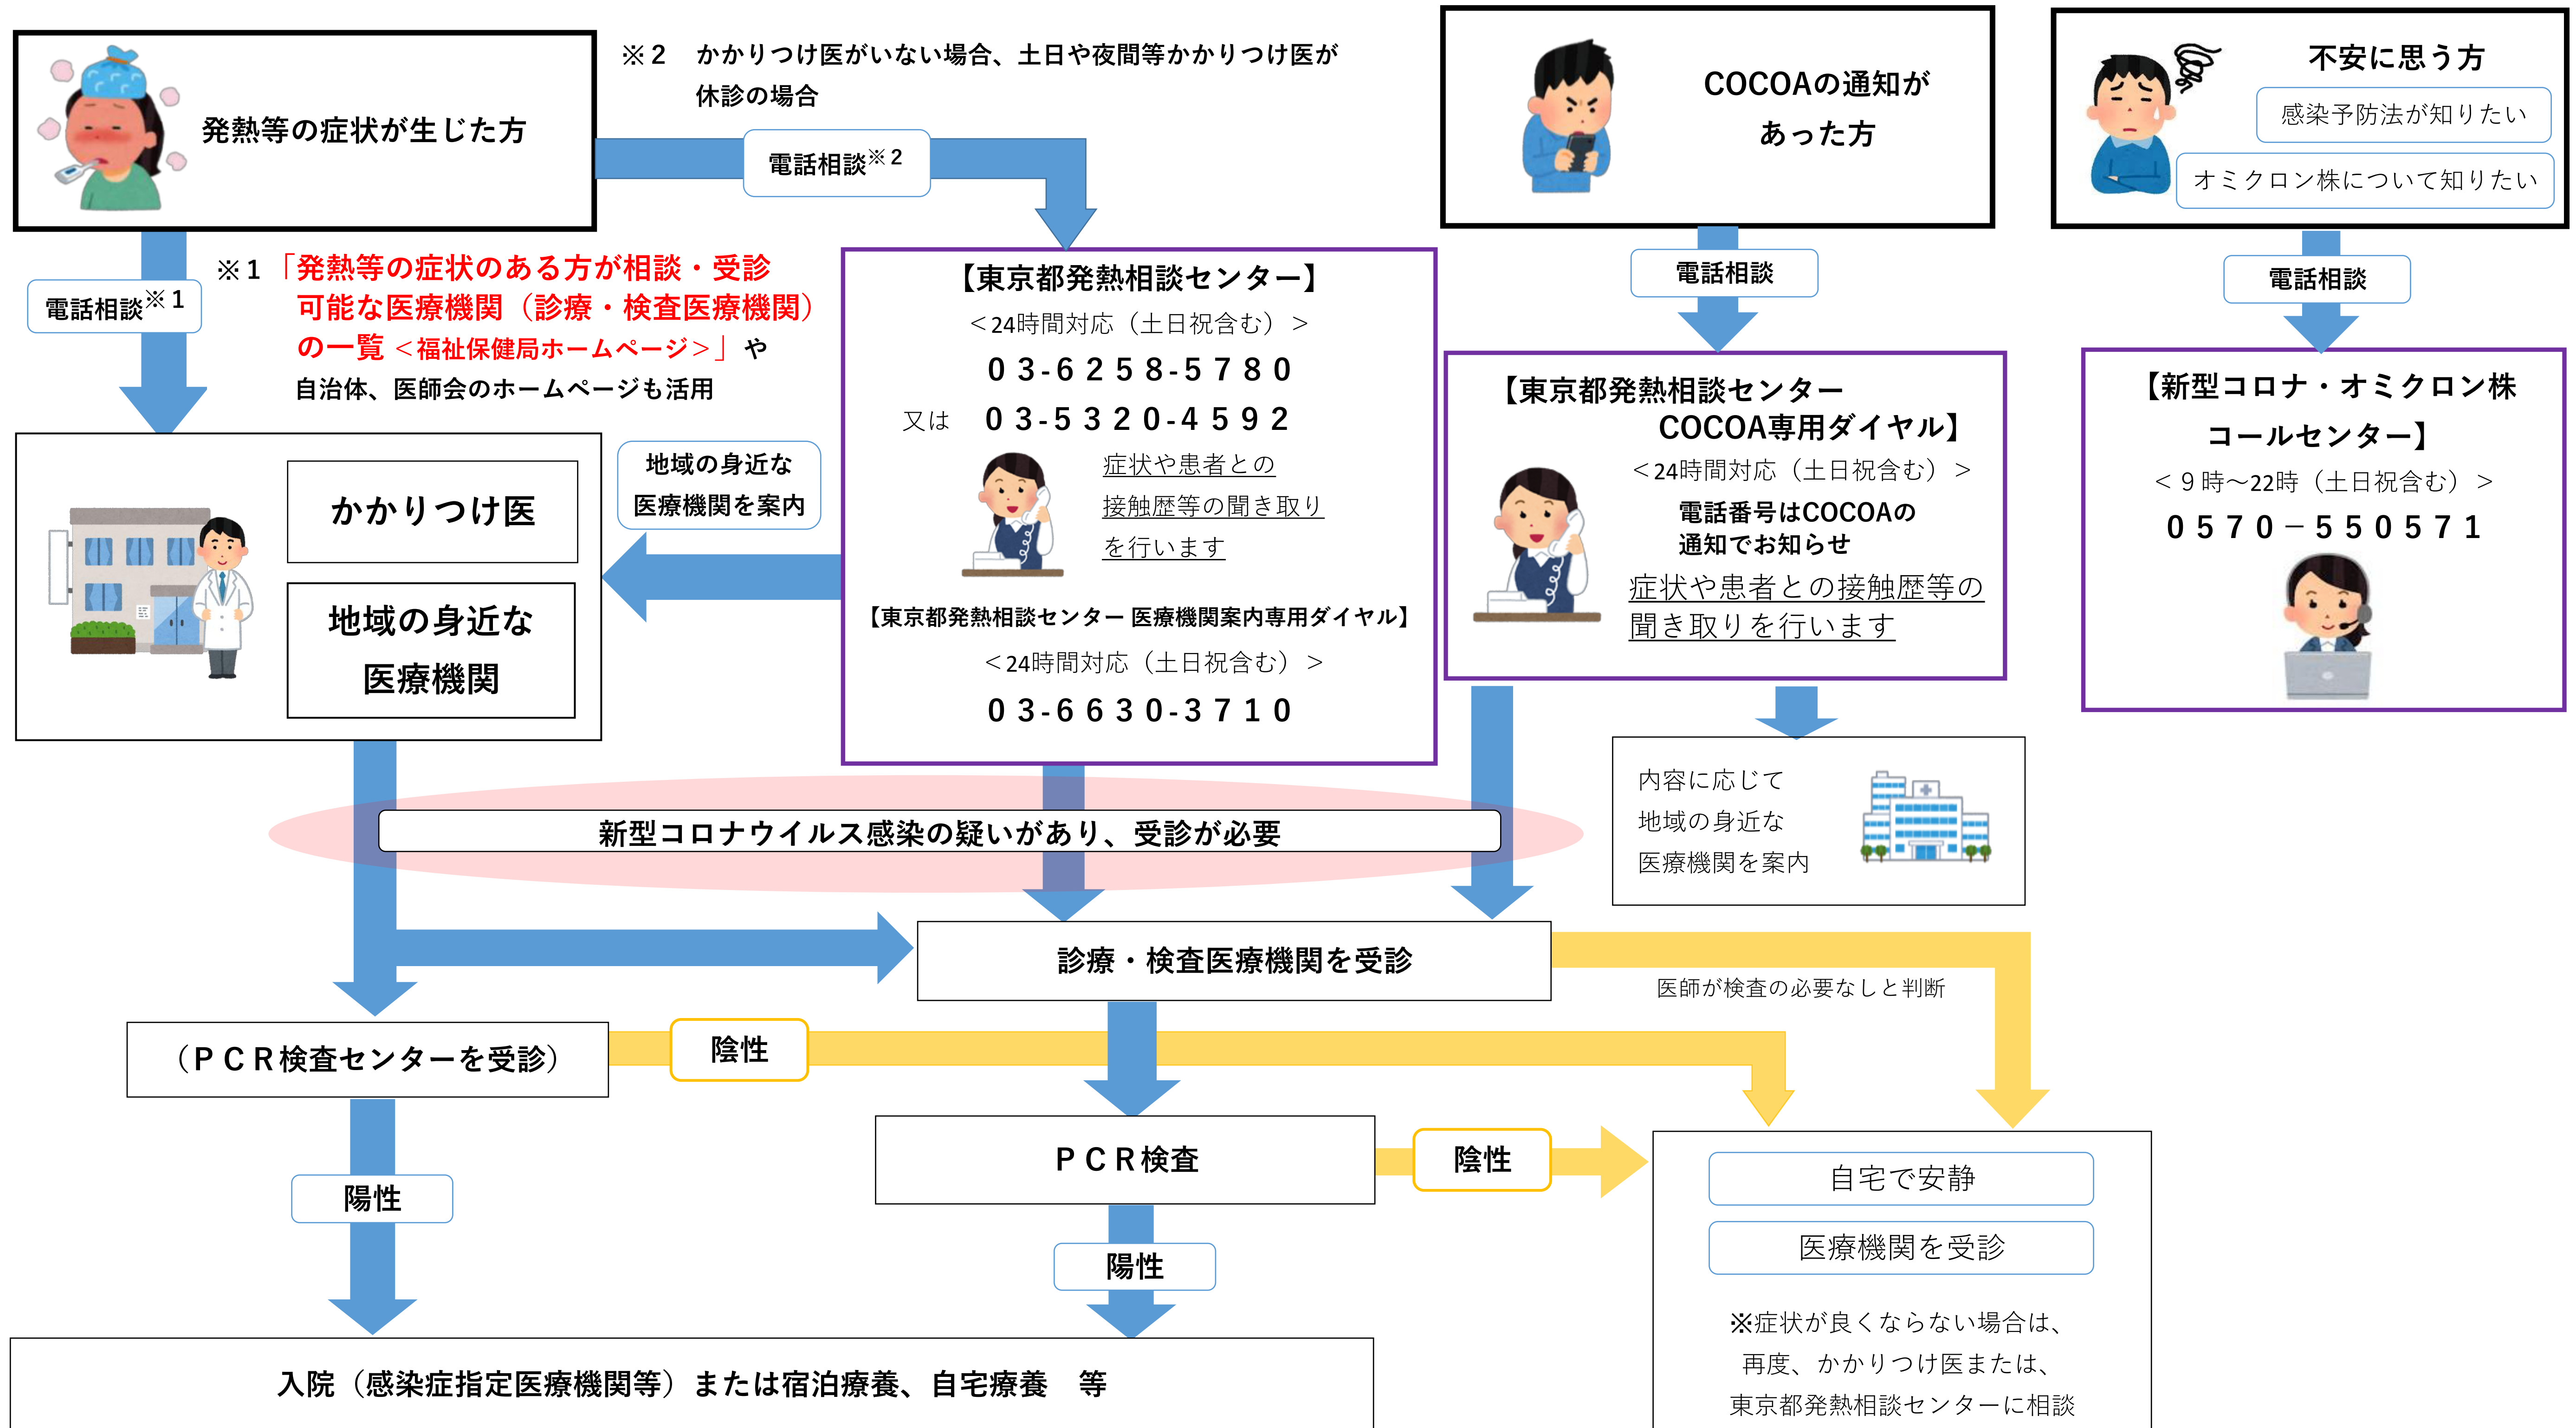 発熱等の症状が生じた方
※２　かかりつけ医がいない場合、土日や夜間等かかりつけ医が
休診の場合
電話相談※２
COCOAの通知が
あった方
不安に思う方
感染予防法が知りたい
オミクロン株について知りたい
電話相談※１
※１「発熱等の症状のある方が相談・受診
可能な医療機関（診療・検査医療機関）
の一覧 <福祉保健局ホームページ>」や
自治体、医師会のホームページも活用
【東京都発熱相談センター】
＜24時間対応（土日祝含む）＞
０３-６２５８-５７８０
又は　０３-５３２０-４５９２
症状や患者との
接触歴等の聞き取り
を行います
【東京都発熱相談センター 医療機関案内専用ダイヤル】
＜24時間対応（土日祝含む）＞
０３-６６３０-３７１０
電話相談
【東京都発熱相談センター
COCOA専用ダイヤル】
＜24時間対応（土日祝含む）＞
電話番号はCOCOAの
通知でお知らせ
症状や患者との接触歴等の
聞き取りを行います
電話相談
【新型コロナ・オミクロン株
コールセンター】
＜９時～22時（土日祝含む）＞
０５７０－５５０５７１
かかりつけ医
地域の身近な
医療機関
地域の身近な
医療機関を案内
内容に応じて
地域の身近な
医療機関を案内
新型コロナウイルス感染の疑いがあり、受診が必要
診療・検査医療機関を受診
医師が検査の必要なしと判断
（ＰＣＲ検査センターを受診）
陰性
ＰＣＲ検査
陰性
陽性
陽性
自宅で安静
医療機関を受診
※症状が良くならない場合は、
再度、かかりつけ医または、
東京都発熱相談センターに相談
入院（感染症指定医療機関等）または宿泊療養、自宅療養　等